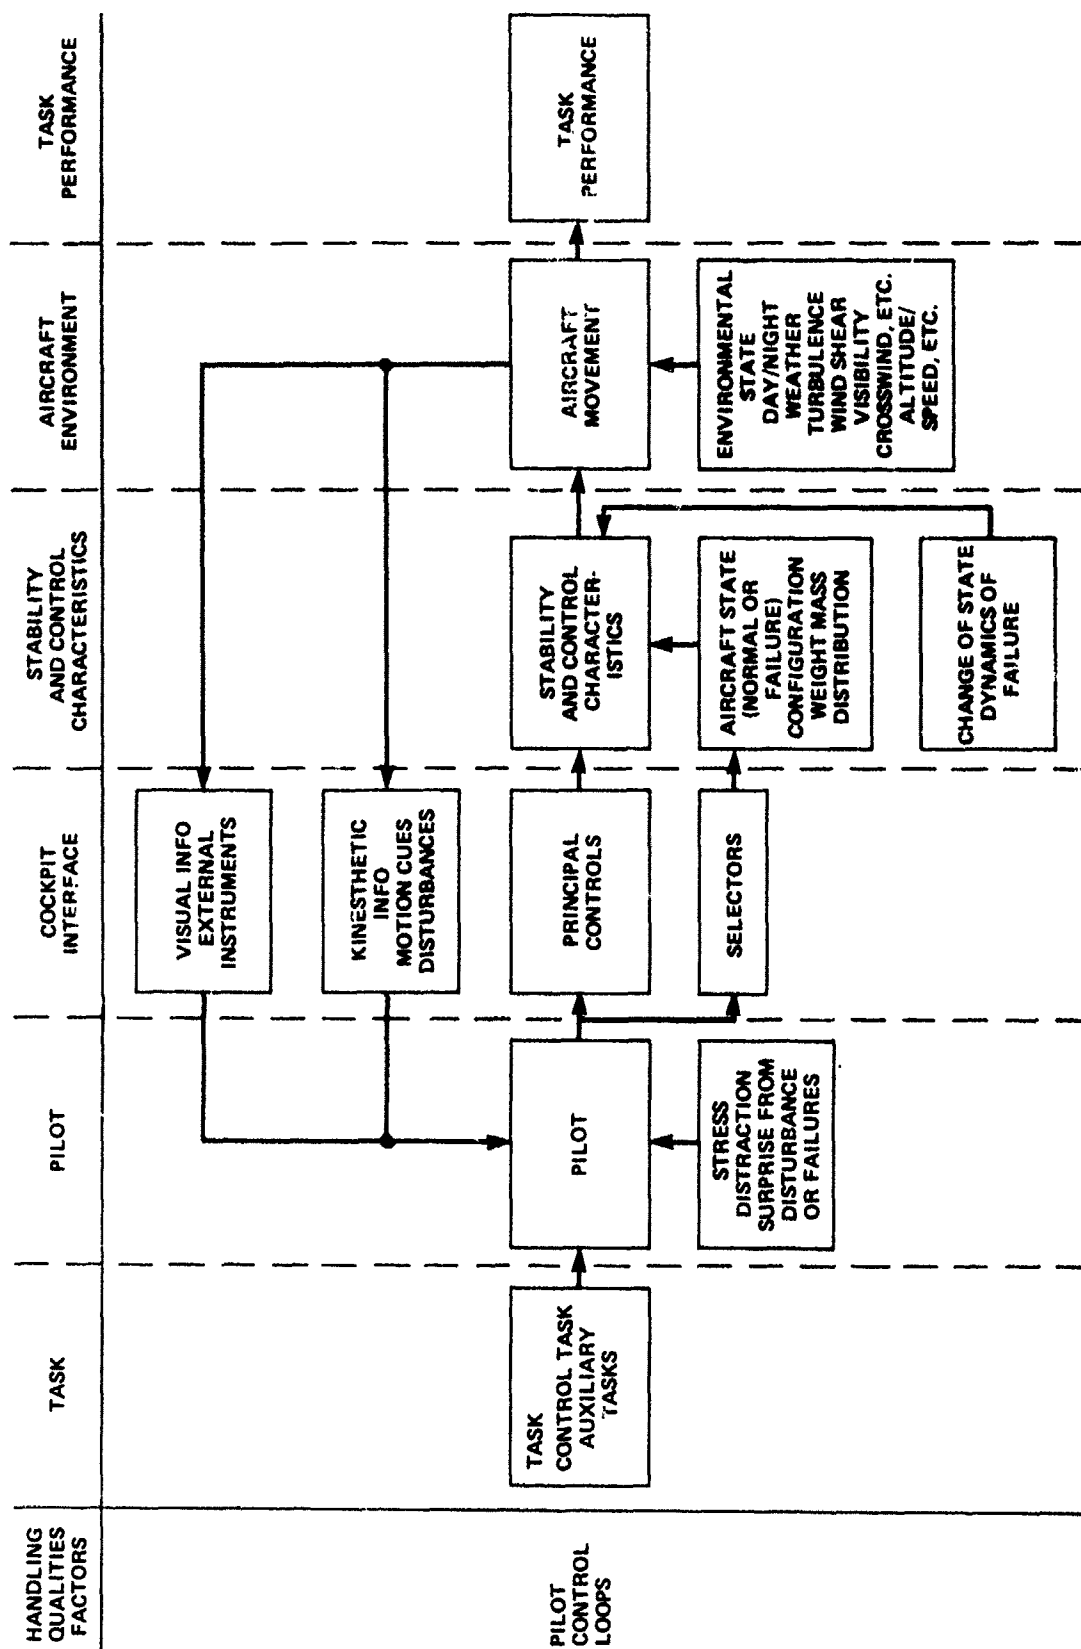 HANDLING
QUALITIES
FACTORS
TASK
PILOT
COCKPIT
INTERFACE
STABILITY
AND CONTROL
CHARACTERISTICS
AIRCRAFT
ENVIRONMENT
TASK
PERFORMANCE
VISUAL INFO
EXTERNAL
INSTRUMENTS
KINESTHETIC
INFO
MOTION CUES
DISTURBANCES
PILOT
CONTROL
LOOPS
TASK
CONTROL TASK
AUXILIARY
TASKS
PILOT
PRINCIPAL
CONTROLS
STABILITY
AND CONTROL
CHARACTER-
ISTICS
AIRCRAFT
MOVEMENT
TASK
PERFORMANCE
STRESS
DISTRACTION
SURPRISE FROM
DISTURBANCE
OR FAILURES
SELECTORS
AIRCRAFT STATE
(NORMAL OR
FAILURE)
CONFIGURATION
WEIGHT MASS
DISTRIBUTION
ENVIRONMENTAL
STATE
DAY/NIGHT
WEATHER
TURBULENCE
WIND SHEAR
VISIBILITY
CROSSWIND, ETC.
ALTITUDE/
SPEED, ETC.
CHANGE OF STATE
DYNAMICS OF
FAILURE